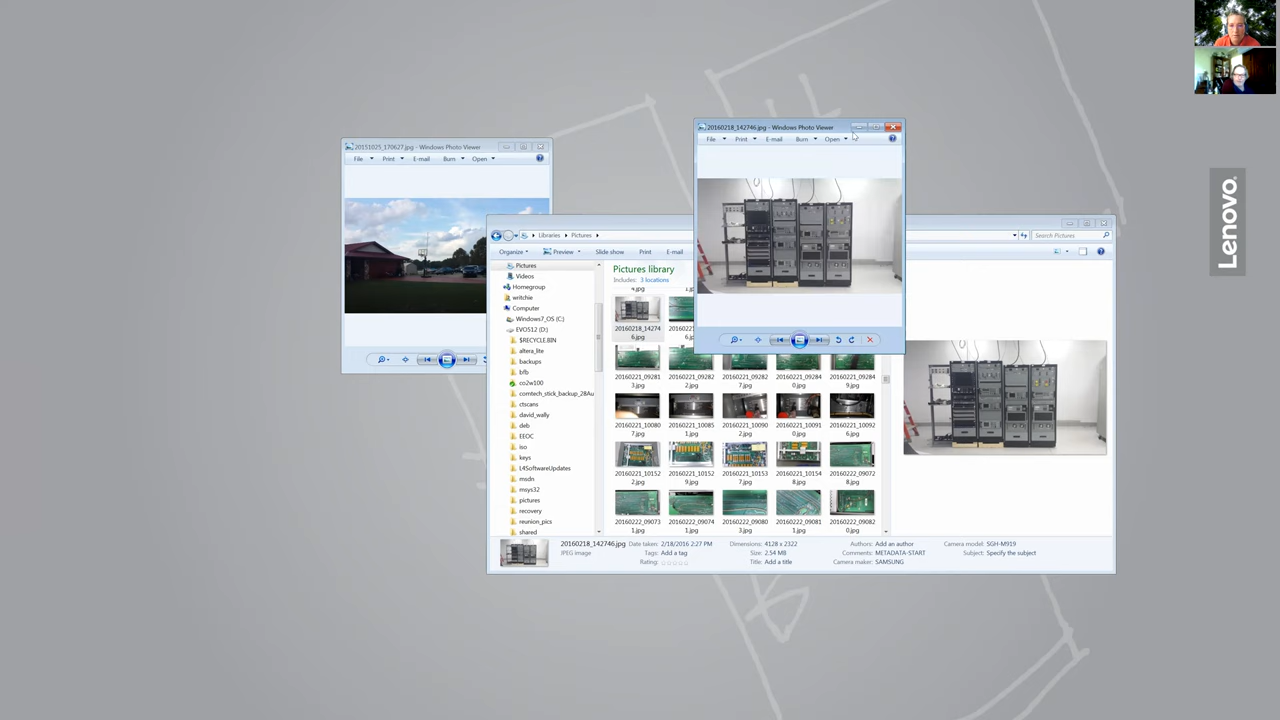 20151025_170627.jpg - Windows Photo Viewer
File Print E-mail Burn Open
20160218_142746.jpg - Windows Photo Viewer
File Print E-mail Burn Open
Libraries Pictures
Search Pictures
Organize Preview Slide show Print E-mail
Pictures library
Includes: 3 locations
Pictures
Videos
Homegroup
writchie
Computer
Windows7_OS (C:)
EVO512 (D:)
$RECYCLE.BIN
altera_lite
backups
bfb
co2w100
comtech_stick_backup_28Au
ctscans
david_wally
deb
EEOC
iso
keys
L4SoftwareUpdates
msdn
msys32
pictures
recovery
reunion_pics
shared
20160218_14274
6.jpg
20160221_09281
3.jpg
20160221_09282
2.jpg
20160221_09282
7.jpg
20160221_09284
0.jpg
20160221_09284
9.jpg
20160221_10080
7.jpg
20160221_10085
1.jpg
20160221_10090
2.jpg
20160221_10091
0.jpg
20160221_10092
6.jpg
20160221_10152
2.jpg
20160221_10152
9.jpg
20160221_10153
7.jpg
20160221_10154
8.jpg
20160222_09072
8.jpg
20160222_09073
1.jpg
20160222_09074
1.jpg
20160222_09080
3.jpg
20160222_09081
1.jpg
20160222_09082
0.jpg
20160218_142746.jpg
JPEG image
Date taken: 2/18/2016 2:27 PM
Tags: Add a tag
Rating:
Dimensions: 4128 x 2322
Size: 2.54 MB
Title: Add a title
Authors: Add an author
Comments: METADATA-START
Camera maker: SAMSUNG
Camera model: SGH-M919
Subject: Specify the subject
Lenovo